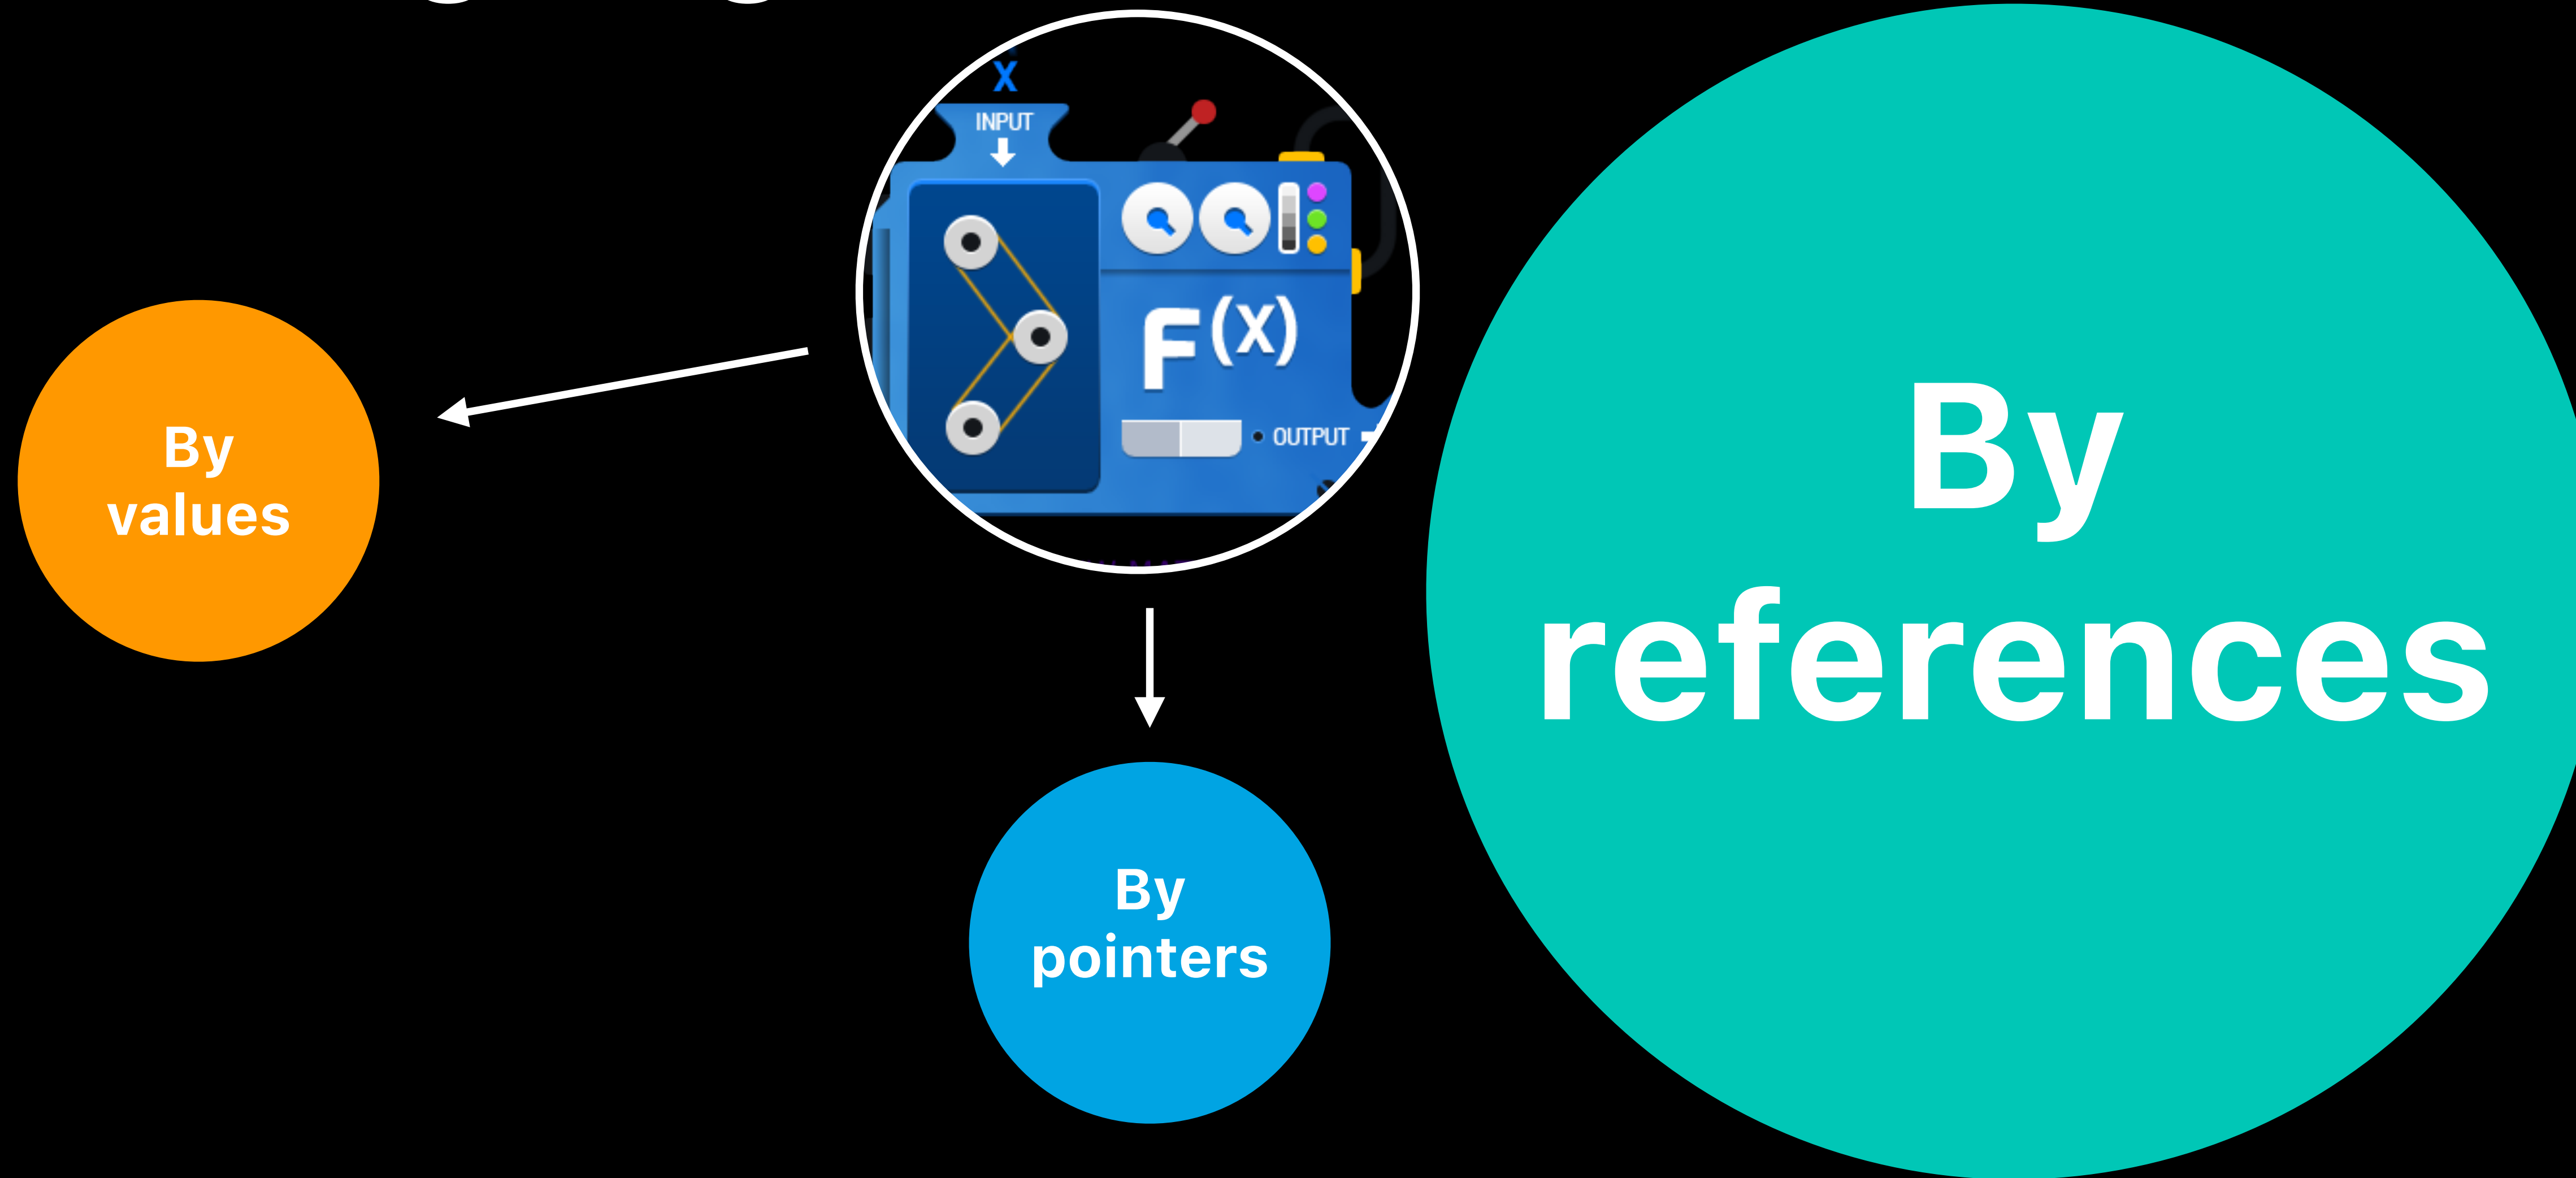 X
INPUT
F(X)
OUTPUT
By
values
By
pointers
By
references